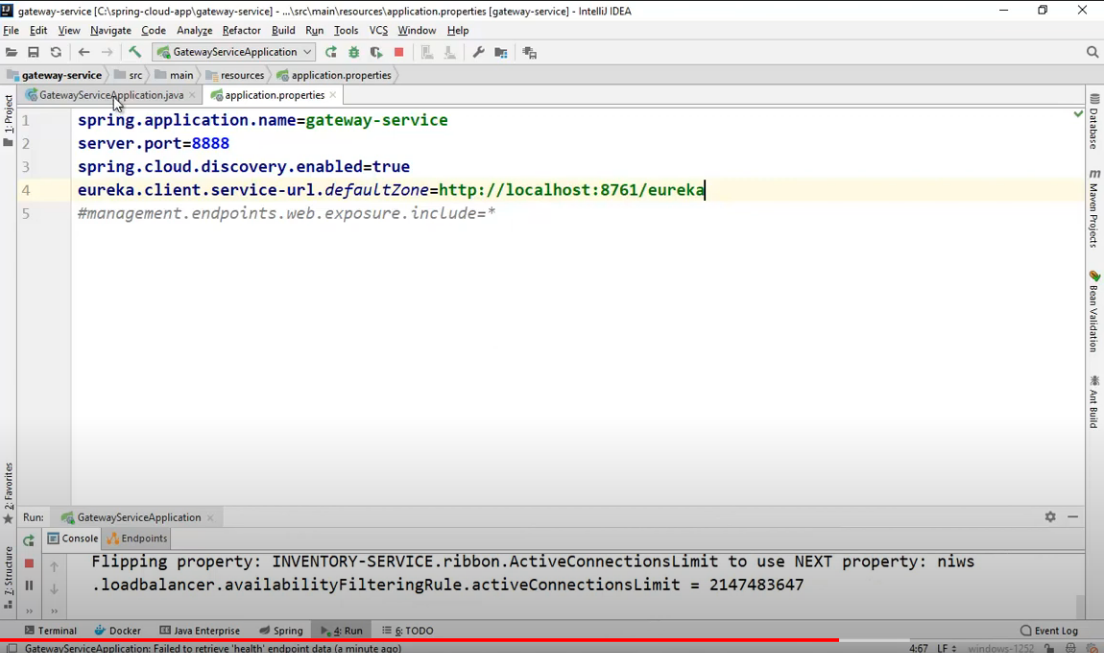 gateway-service [C:\spring-cloud-app\gateway-service] - ...\src\main\resources\application.properties [gateway-service] - IntelliJ IDEA
File Edit View Navigate Code Analyze Refactor Build Run Tools VCS Window Help
GatewayServiceApplication
gateway-service src main resources application.properties
GatewayServiceApplication.java application.properties
1 spring.application.name=gateway-service
2 server.port=8888
3 spring.cloud.discovery.enabled=true
4 eureka.client.service-url.defaultZone=http://localhost:8761/eureka
5 #management.endpoints.web.exposure.include=*
1: Project
2: Favorites
Z: Structure
Database
Maven Projects
Bean Validation
Ant Build
Run: GatewayServiceApplication
Console Endpoints
Flipping property: INVENTORY-SERVICE.ribbon.ActiveConnectionsLimit to use NEXT property: niws
.loadbalancer.availabilityFilteringRule.activeConnectionsLimit = 2147483647
Terminal Docker Java Enterprise Spring 4: Run 6: TODO Event Log
GatewayServiceApplication: Failed to retrieve 'health' endpoint data (a minute ago) 4:67 LF windows-1252